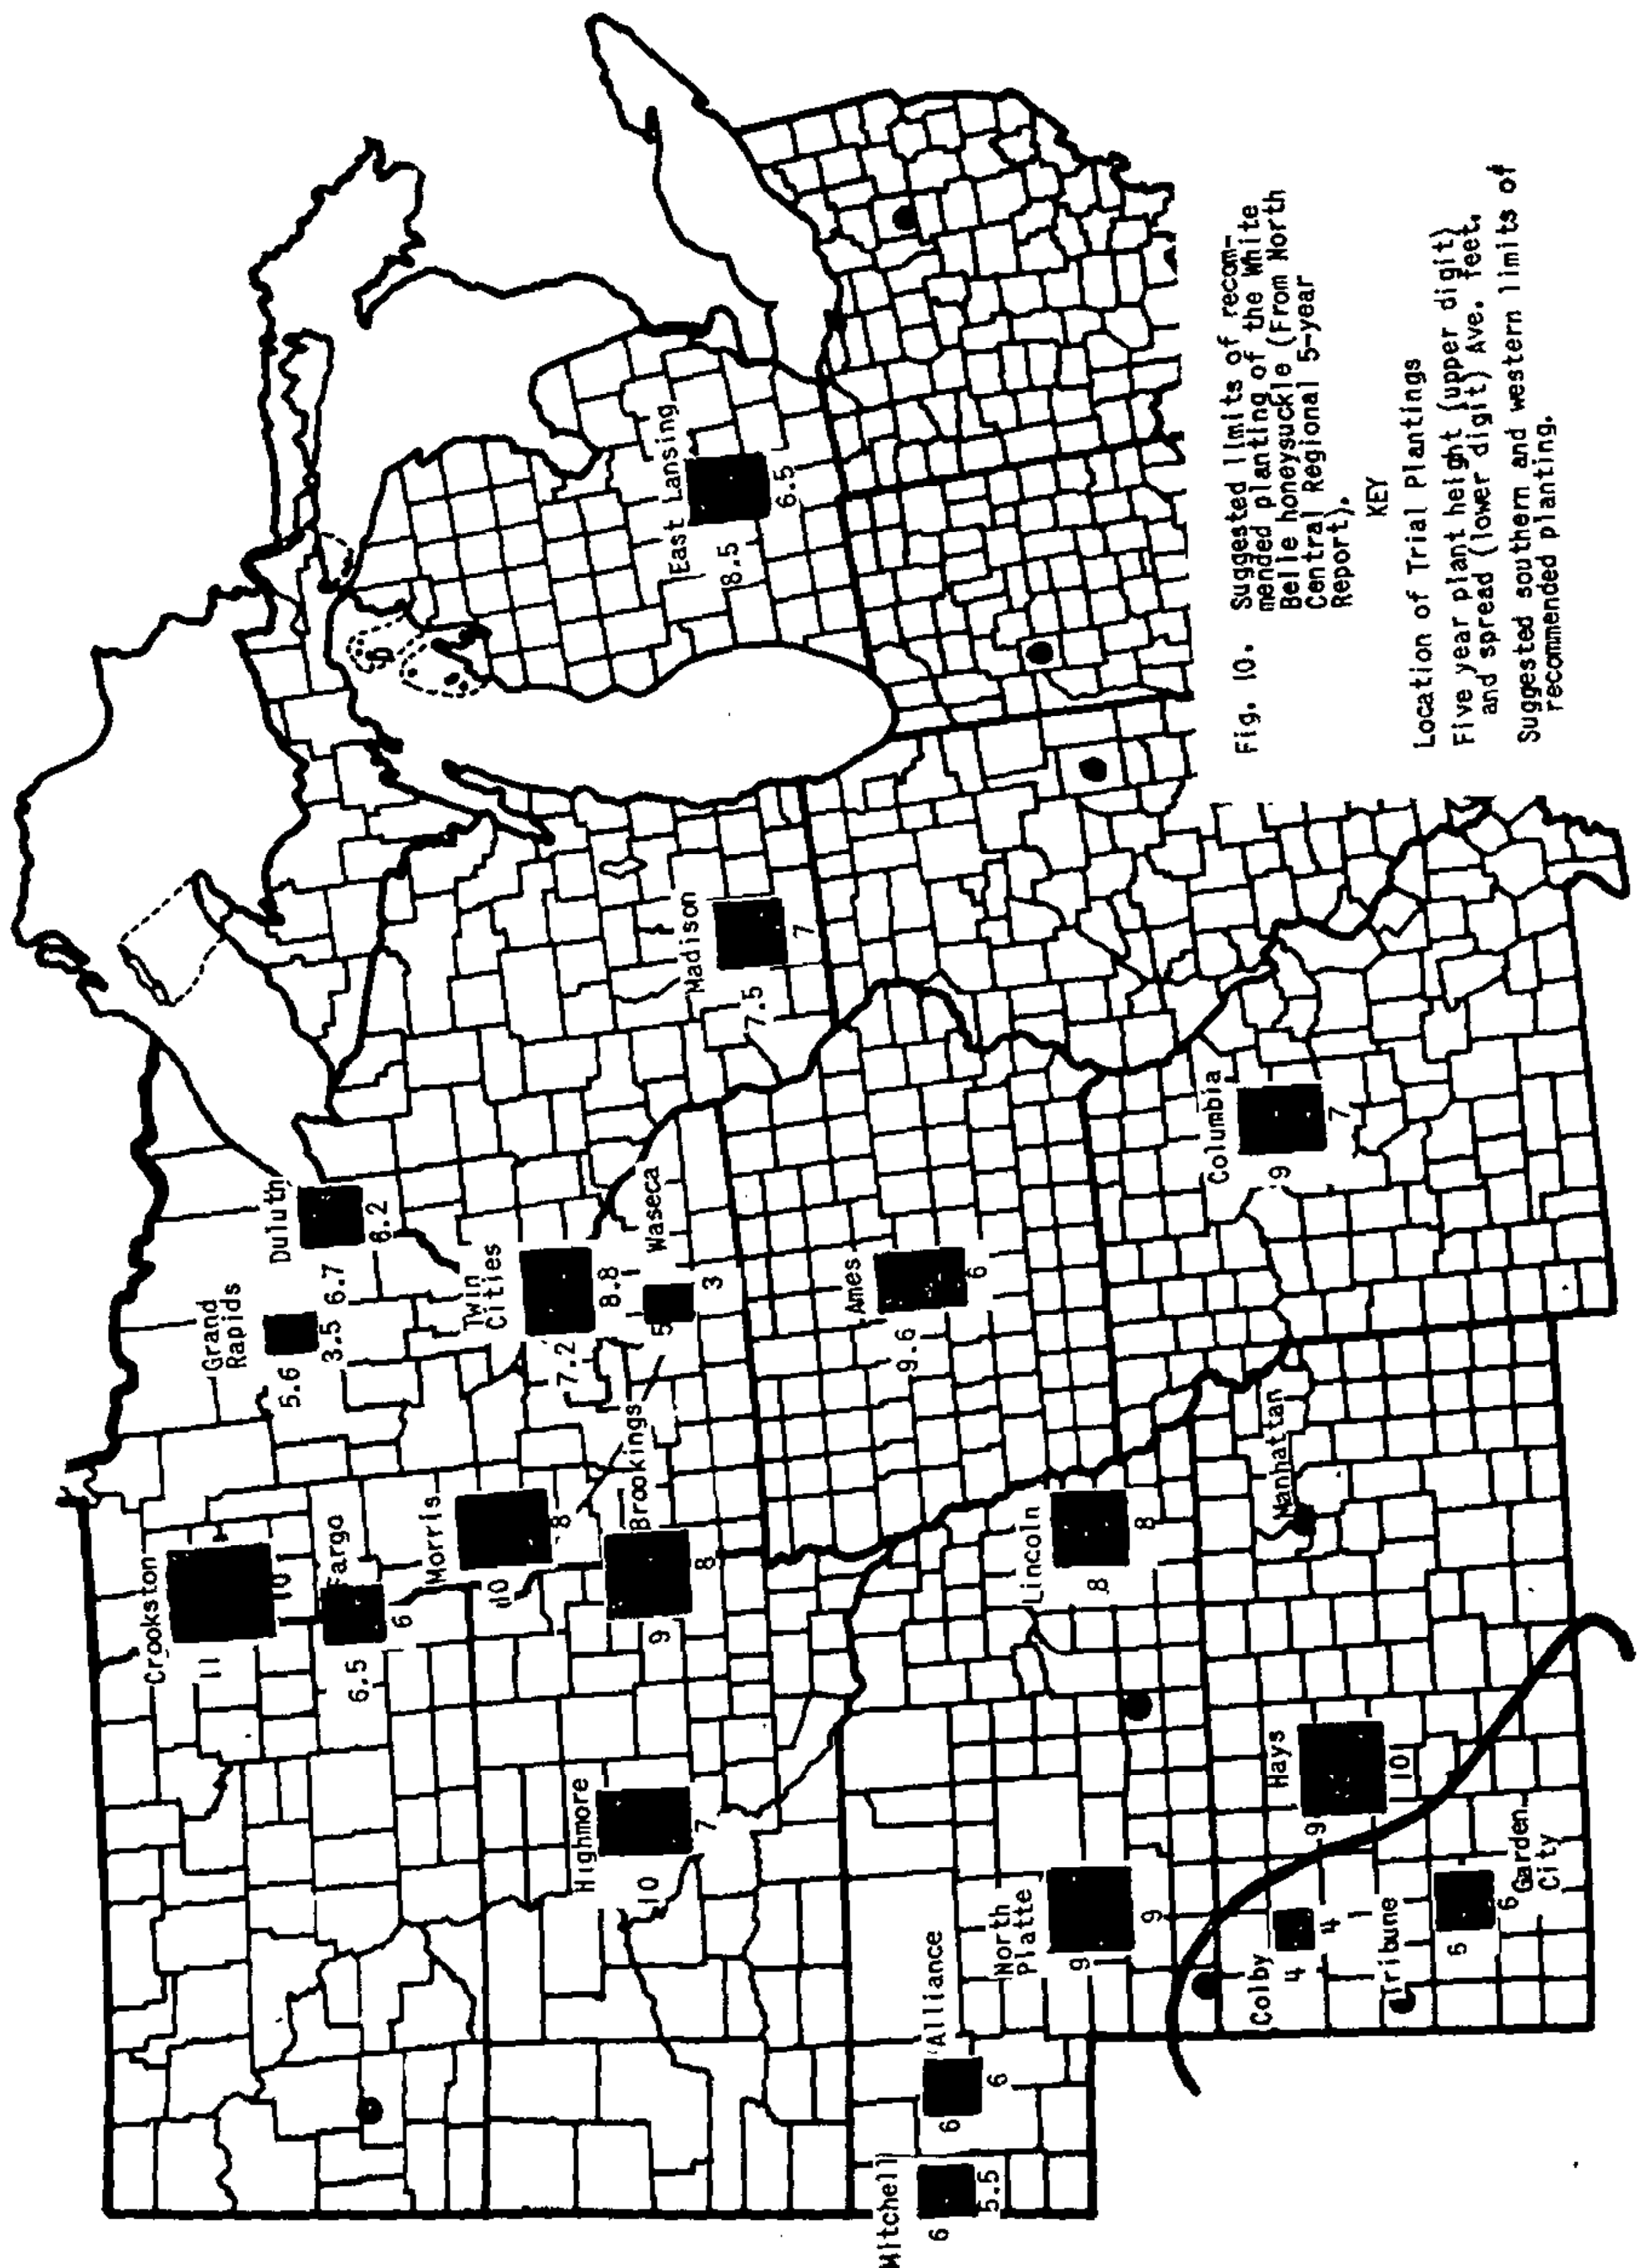 Crookston
11
10
Fargo
6.5
6
Grand
Rapids
5.6
3.5
Duluth
6.7
6.2
Morris
10
8
Twin
Cities
7.2
8.8
Waseca
5
3
Brookings
9
8
Highmore
10
7
Madison
7.5
7
East Lansing
8.5
6.5
Ames
9.6
6
Mitchell
6
5.5
Alliance
6
6
North
Platte
9
9
Lincoln
8
8
Columbia
9
7
Manhattan
Hays
9
10
Colby
4
4
Tribune
6
6
Garden
City
Fig. 10. Suggested limits of recom-
mended planting of the White
Belle honeysuckle (From North
Central Regional 5-year
Report).
KEY
Location of Trial Plantings
Five year plant height (upper digit)
and spread (lower digit) Ave. feet.
Suggested southern and western limits of
recommended planting.